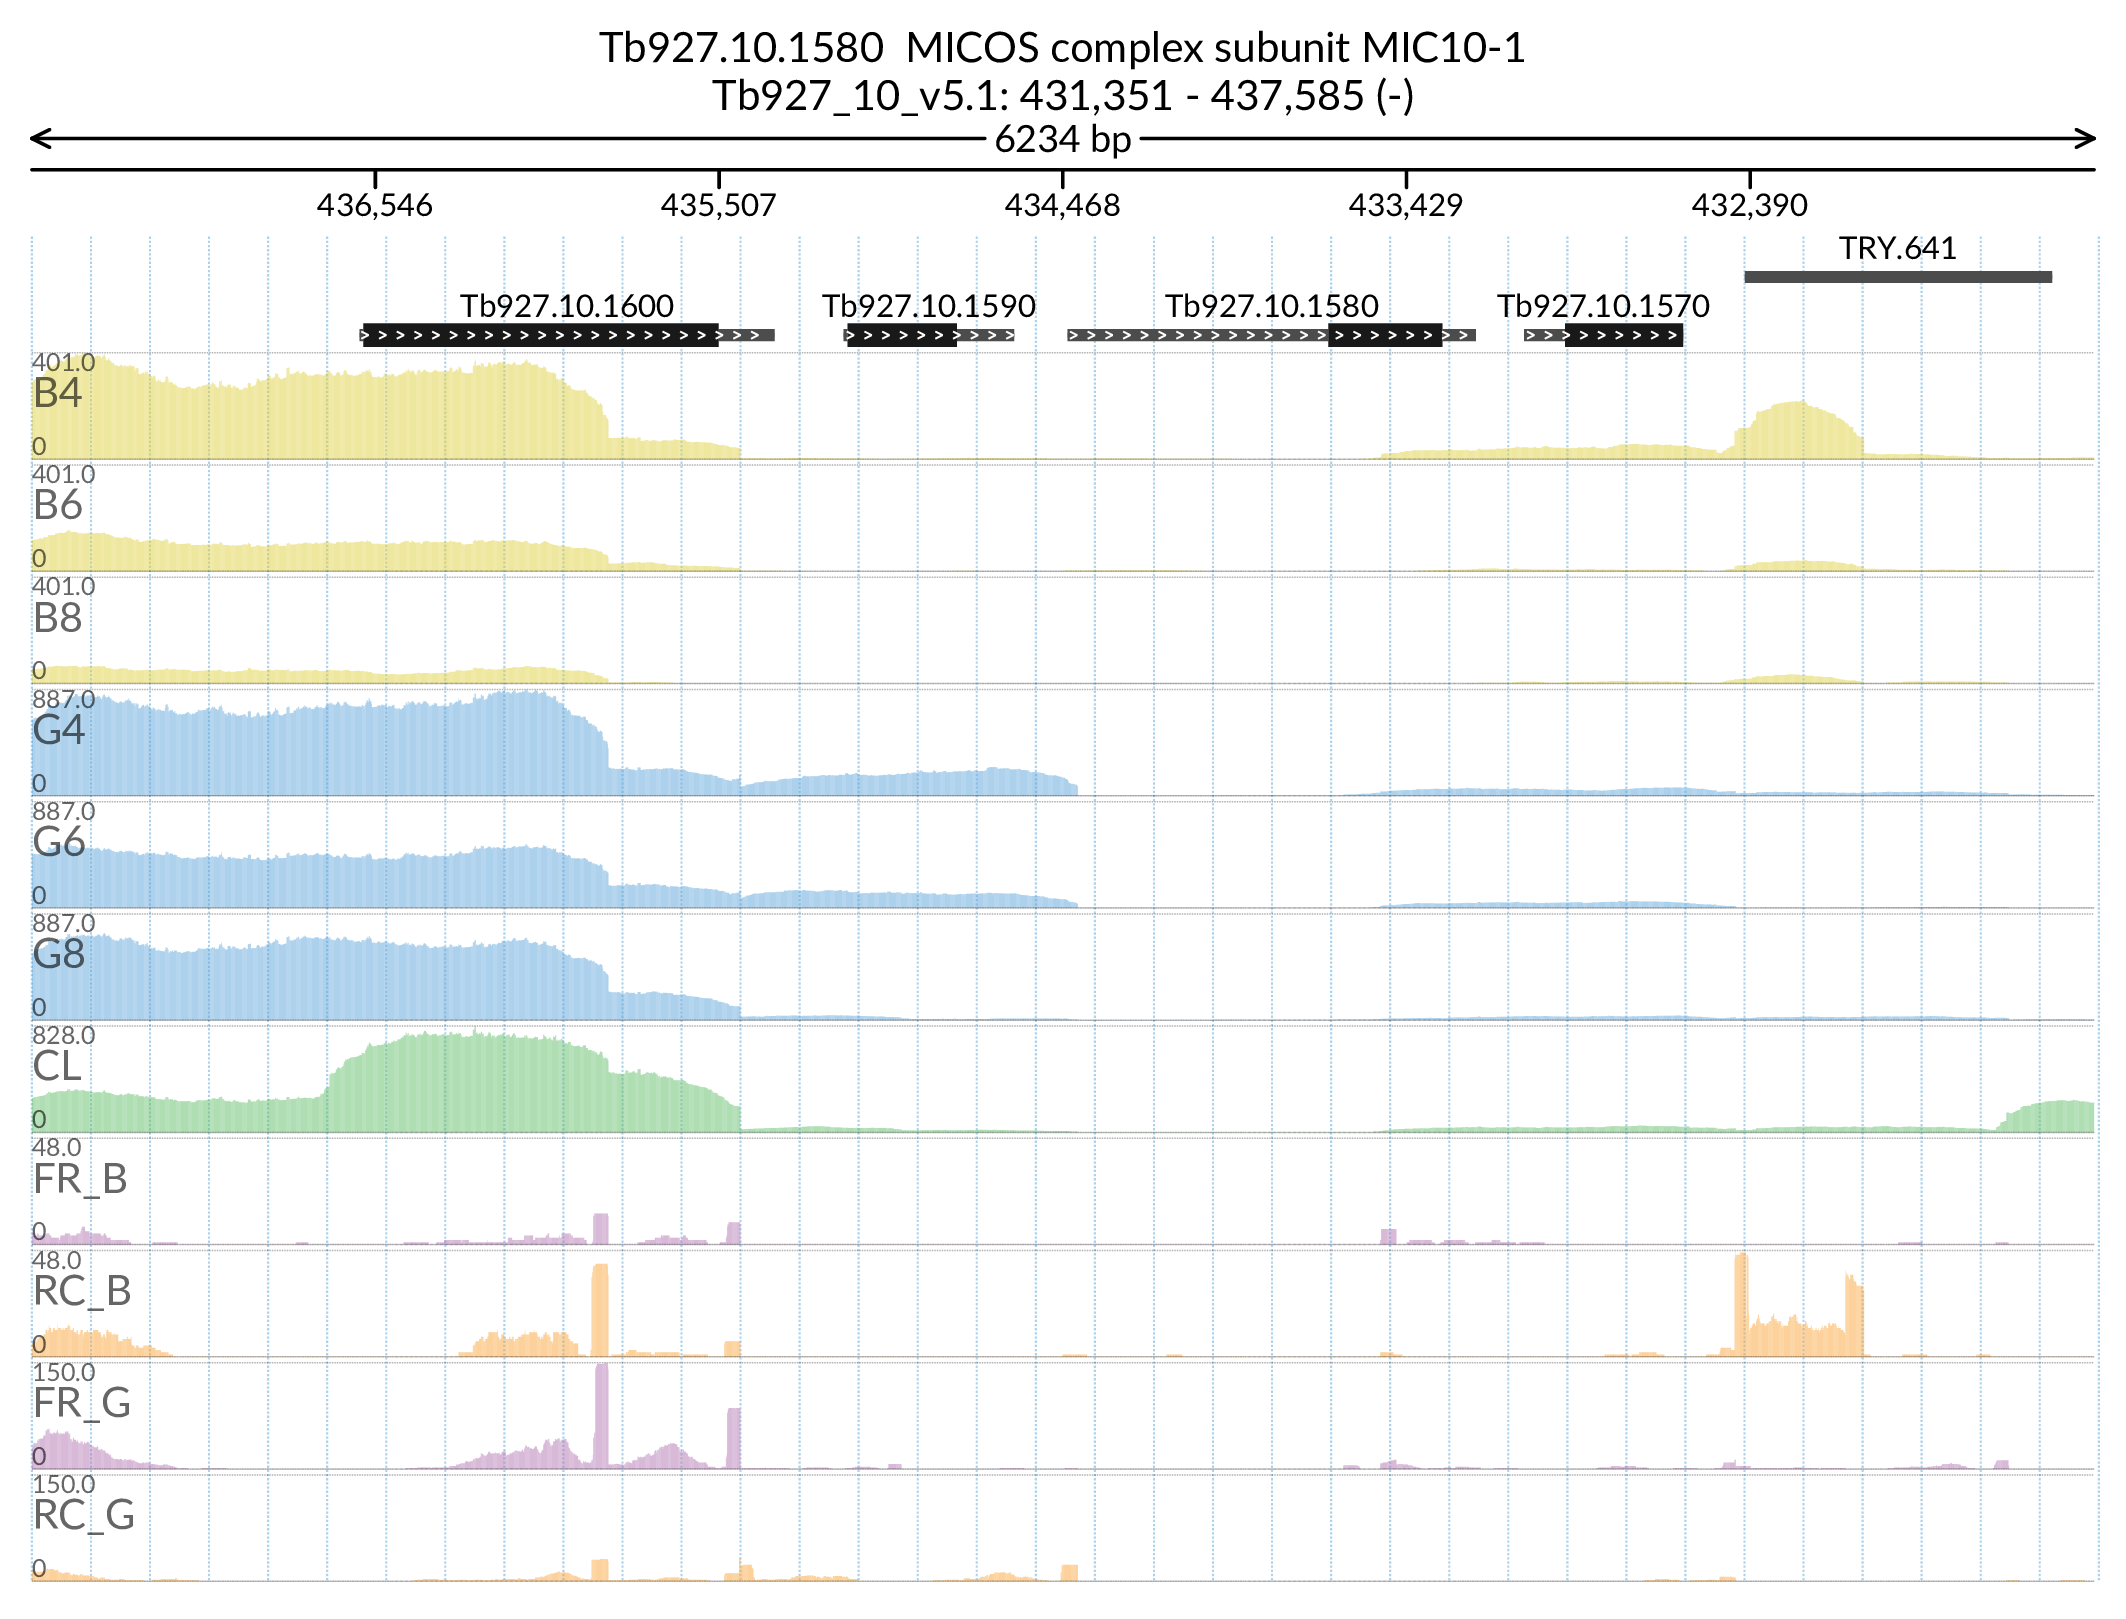 Tb927.10.1580  MICOS complex subunit MIC10-1
Tb927_10_v5.1: 431,351 - 437,585 (-)
6234 bp
436,546 435,507 434,468 433,429 432,390
TRY.641
Tb927.10.1600 Tb927.10.1590 Tb927.10.1580 Tb927.10.1570
401.0
B4
0
401.0
B6
0
401.0
B8
0
887.0
G4
0
887.0
G6
0
887.0
G8
0
828.0
CL
0
48.0
FR_B
0
48.0
RC_B
0
150.0
FR_G
0
150.0
RC_G
0